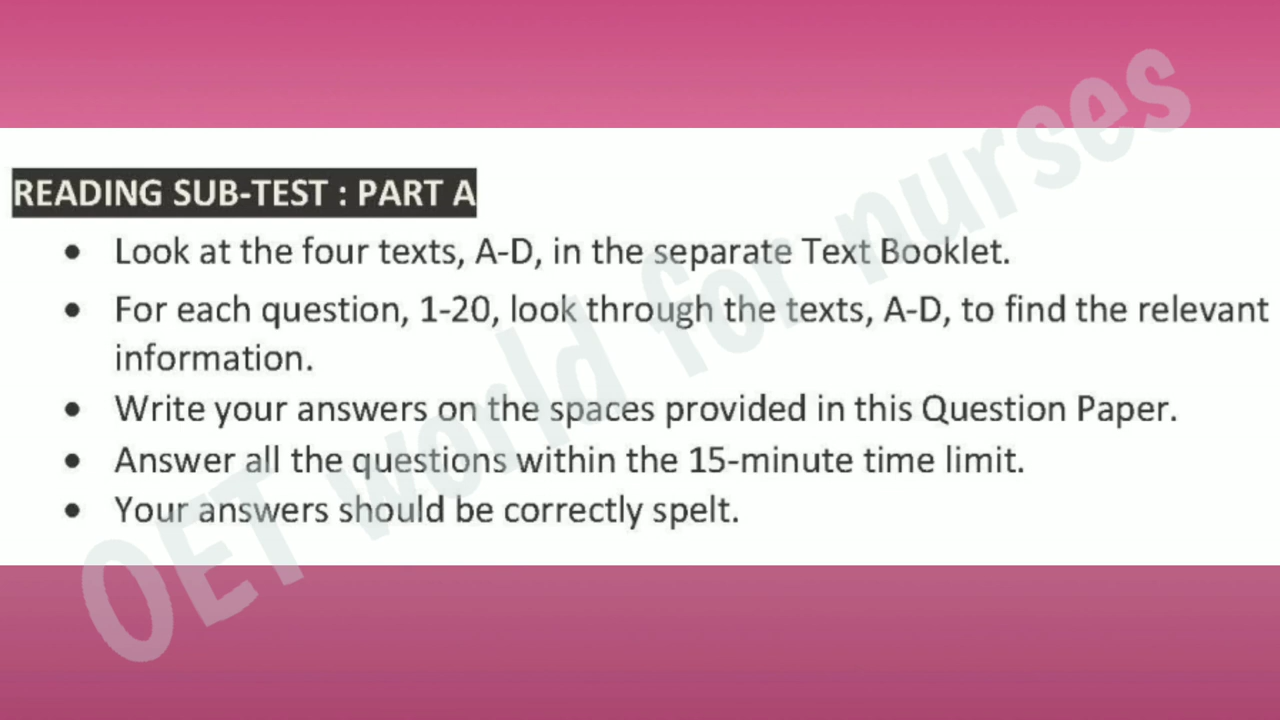 READING SUB-TEST : PART A
• Look at the four texts, A-D, in the separate Text Booklet.
• For each question, 1-20, look through the texts, A-D, to find the relevant
information.
• Write your answers on the spaces provided in this Question Paper.
• Answer all the questions within the 15-minute time limit.
• Your answers should be correctly spelt.
OET world for nurses